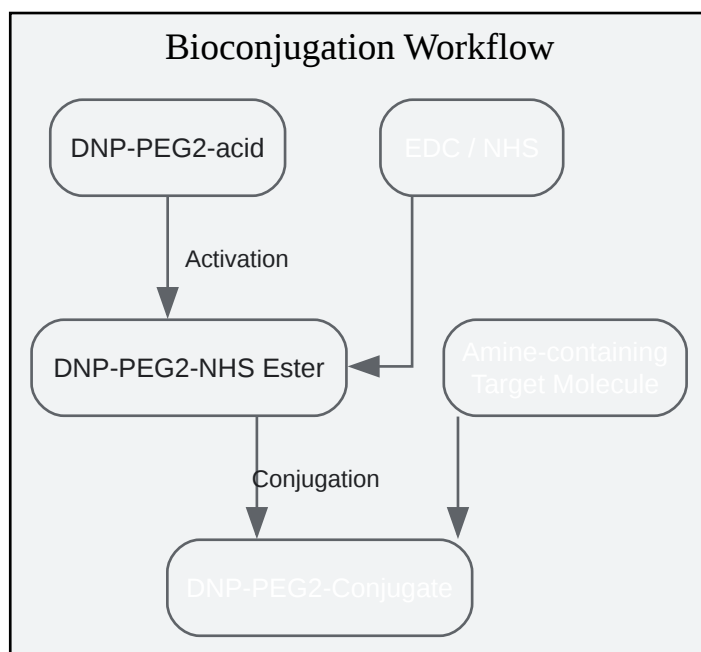 Bioconjugation Workflow
DNP-PEG2-acid
EDC / NHS
Activation
DNP-PEG2-NHS Ester
Amine-containing
Target Molecule
Conjugation
DNP-PEG2-Conjugate